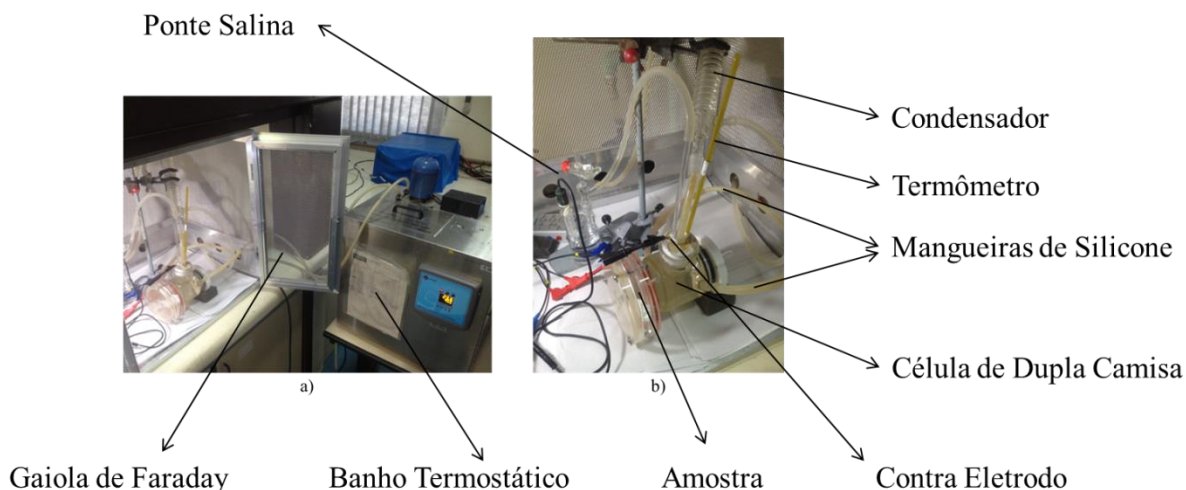 Ponte Salina
Condensador
Termômetro
Mangueiras de Silicone
Célula de Dupla Camisa
a)
b)
Gaiola de Faraday
Banho Termostático
Amostra
Contra Eletrodo